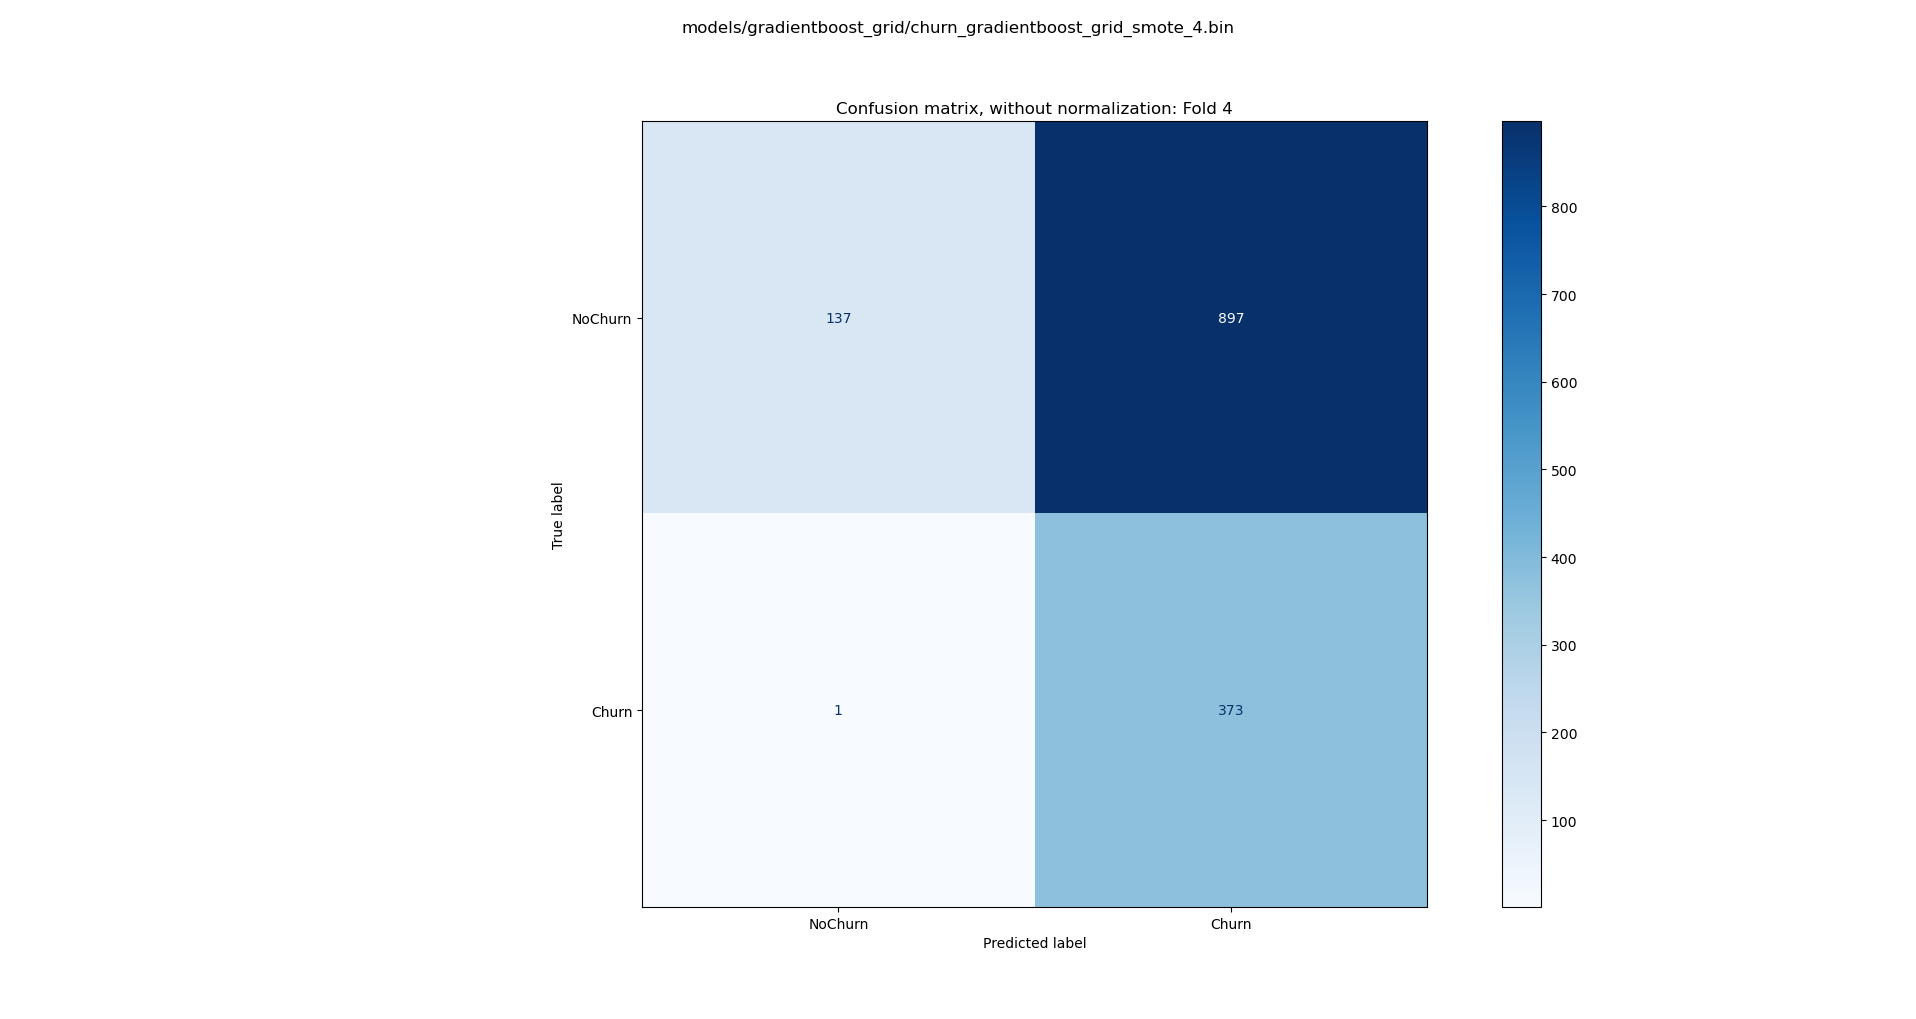 models/gradientboost_grid/churn_gradientboost_grid_smote_4.bin
Confusion matrix, without normalization: Fold 4
NoChurn
137
897
Churn
1
373
True label
NoChurn
Churn
Predicted label
800
700
600
500
400
300
200
100